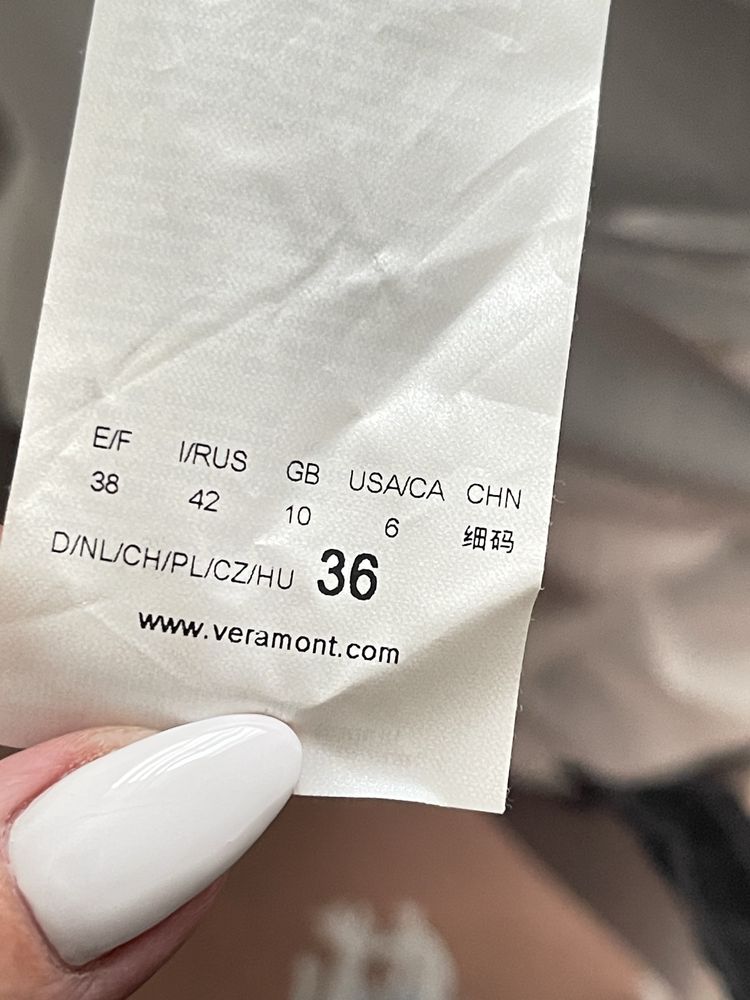 E/F I/RUS GB USA/CA CHN
38 42 10 6 细码
D/NL/CH/PL/CZ/HU 36
www.veramont.com